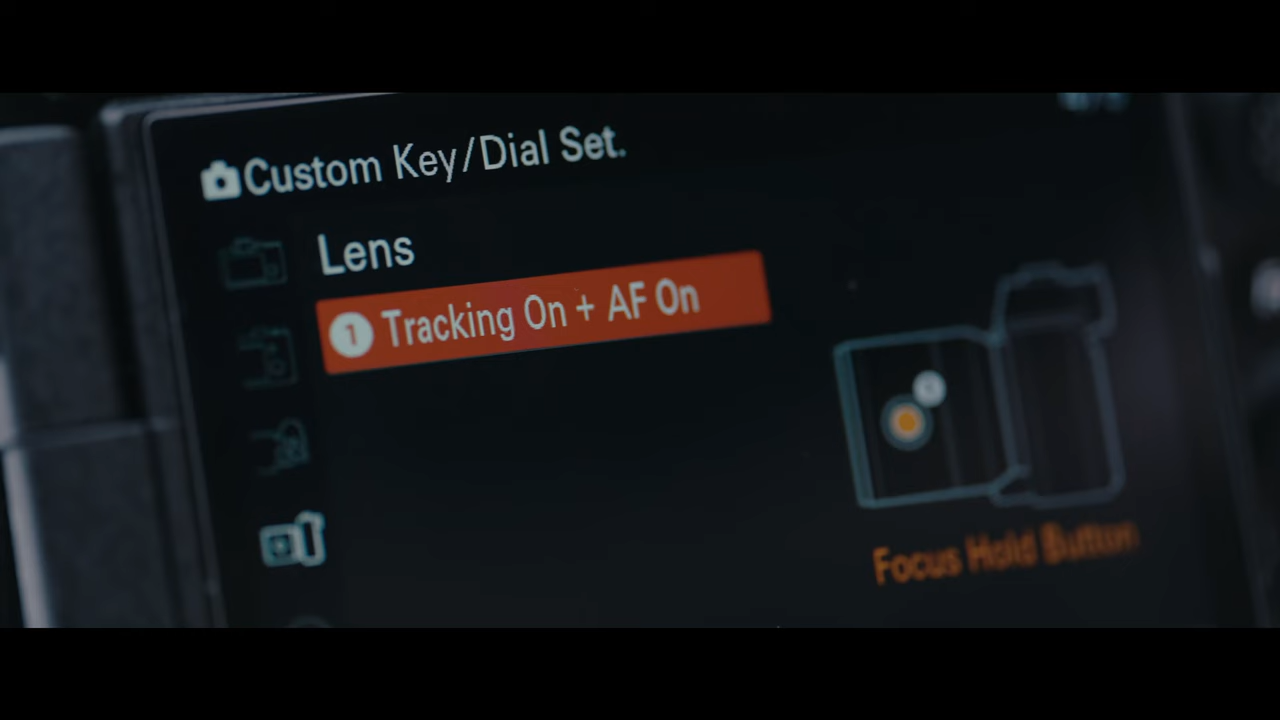 Custom Key/Dial Set.
Lens
1 Tracking On + AF On
Focus Hold Button